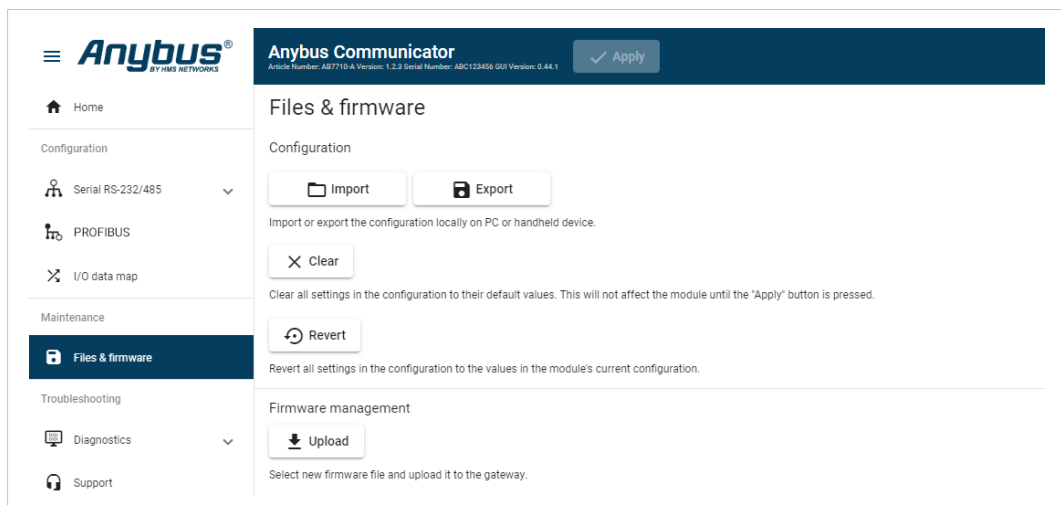 Anybus®
BY HMS NETWORKS
Anybus Communicator
Article Number: AB7710-A Version: 1.2.3 Serial Number: ABC123456 GUI Version: 0.44.1
Apply
Home
Configuration
Serial RS-232/485
PROFIBUS
I/O data map
Maintenance
Files & firmware
Troubleshooting
Diagnostics
Support
Files & firmware
Configuration
Import
Export
Import or export the configuration locally on PC or handheld device.
Clear
Clear all settings in the configuration to their default values. This will not affect the module until the "Apply" button is pressed.
Revert
Revert all settings in the configuration to the values in the module's current configuration.
Firmware management
Upload
Select new firmware file and upload it to the gateway.